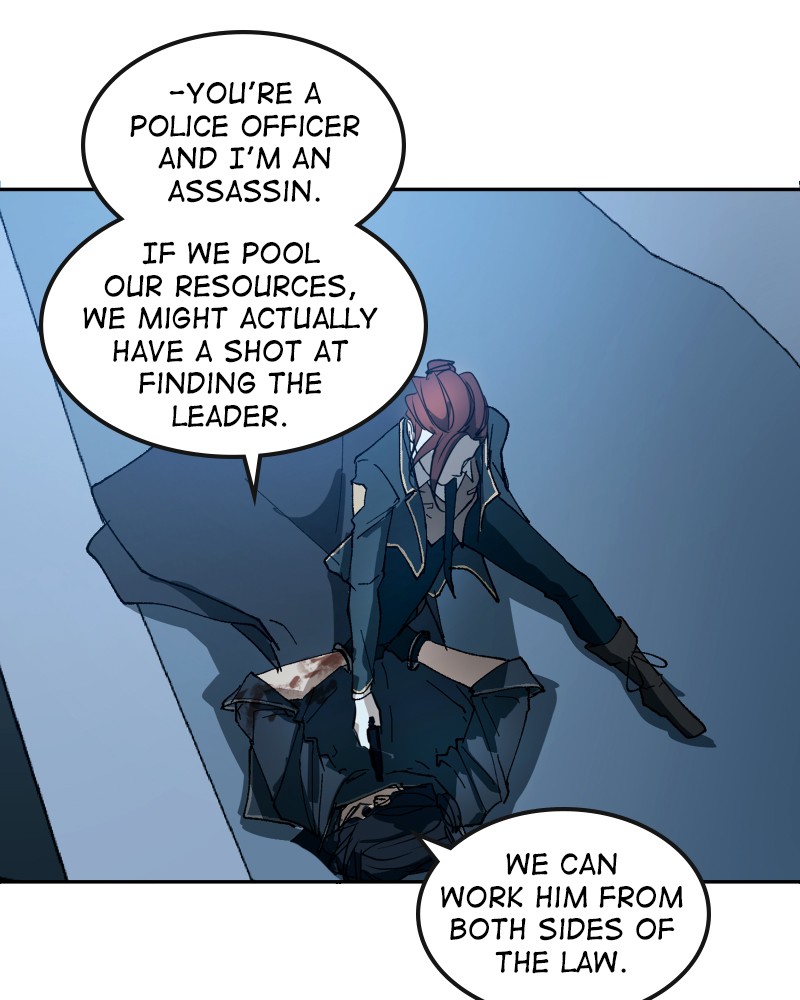 -YOU'RE A
POLICE OFFICER
AND I'M AN
ASSASSIN.
IF WE POOL
OUR RESOURCES,
WE MIGHT ACTUALLY
HAVE A SHOT AT
FINDING THE
LEADER.
WE CAN
WORK HIM FROM
BOTH SIDES OF
THE LAW.